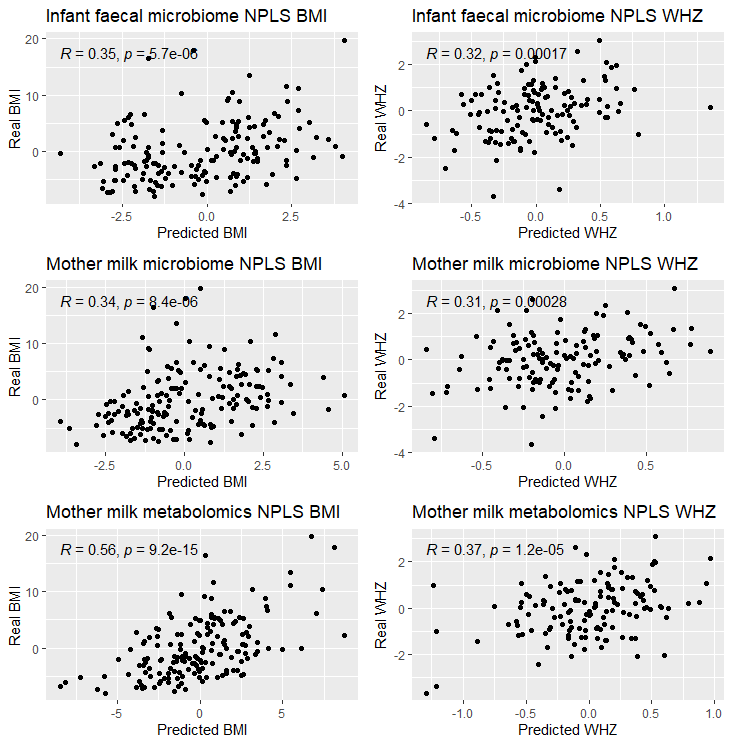 Infant faecal microbiome NPLS BMI
20
R = 0.35, p = 5.7e-06
10
0
Real BMI
-2.5
0.0
2.5
Predicted BMI
Infant faecal microbiome NPLS WHZ
R = 0.32, p = 0.00017
2
0
-2
-4
Real WHZ
-0.5
0.0
0.5
1.0
Predicted WHZ
Mother milk microbiome NPLS BMI
20
R = 0.34, p = 8.4e-06
10
0
Real BMI
-2.5
0.0
2.5
5.0
Predicted BMI
Mother milk microbiome NPLS WHZ
R = 0.31, p = 0.00028
2
0
-2
-4
Real WHZ
-0.5
0.0
0.5
Predicted WHZ
Mother milk metabolomics NPLS BMI
20
R = 0.56, p = 9.2e-15
10
0
Real BMI
-5
0
5
Predicted BMI
Mother milk metabolomics NPLS WHZ
R = 0.37, p = 1.2e-05
2
0
-2
Real WHZ
-1.0
-0.5
0.0
0.5
1.0
Predicted WHZ